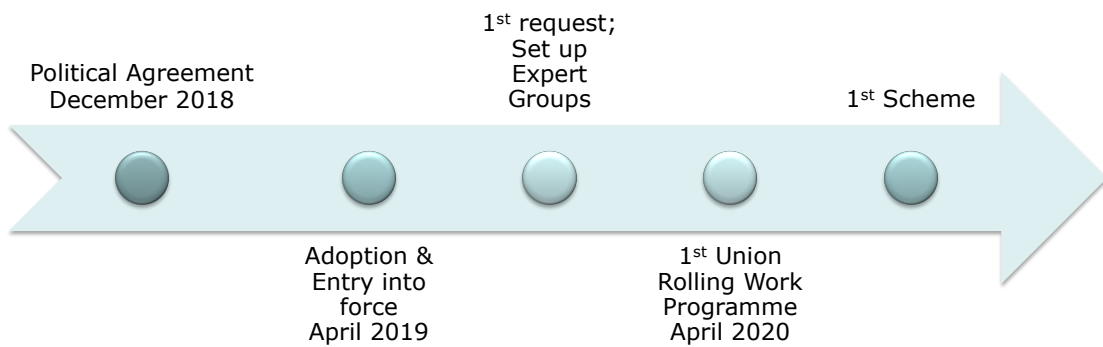 Political Agreement
December 2018
Adoption &
Entry into
force
April 2019
1st request;
Set up
Expert
Groups
1st Union
Rolling Work
Programme
April 2020
1st Scheme